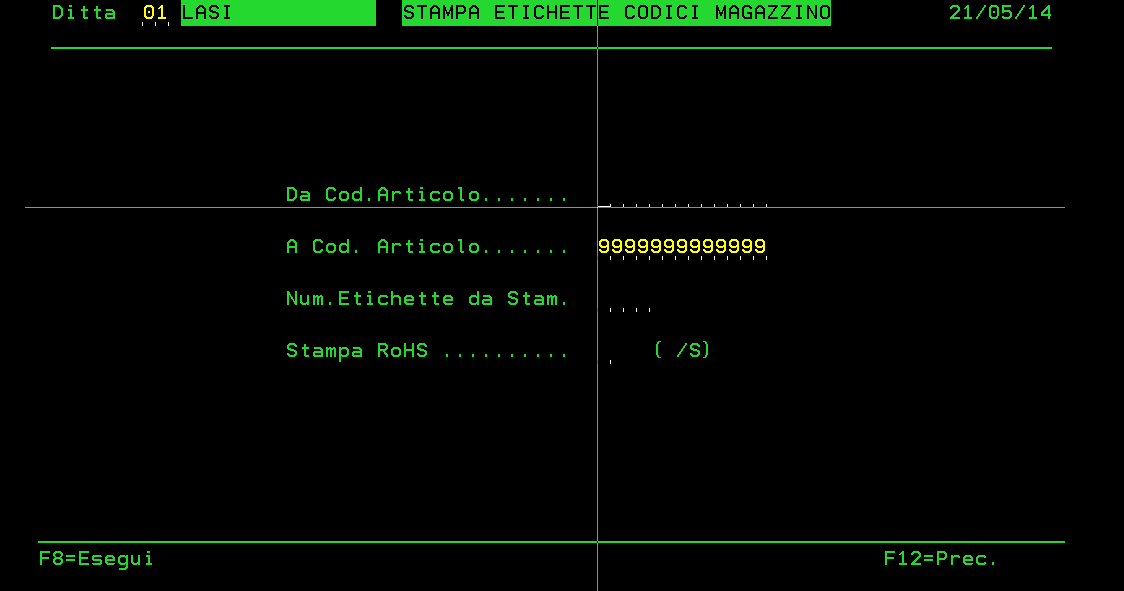 Ditta 01 LASI STAMPA ETICHETTE CODICI MAGAZZINO 21/05/14
Da Cod.Articolo.......
A Cod. Articolo....... 9999999999999
Num.Etichette da Stam.
Stampa RoHS .......... ( /S)
F8=Esegui F12=Prec.